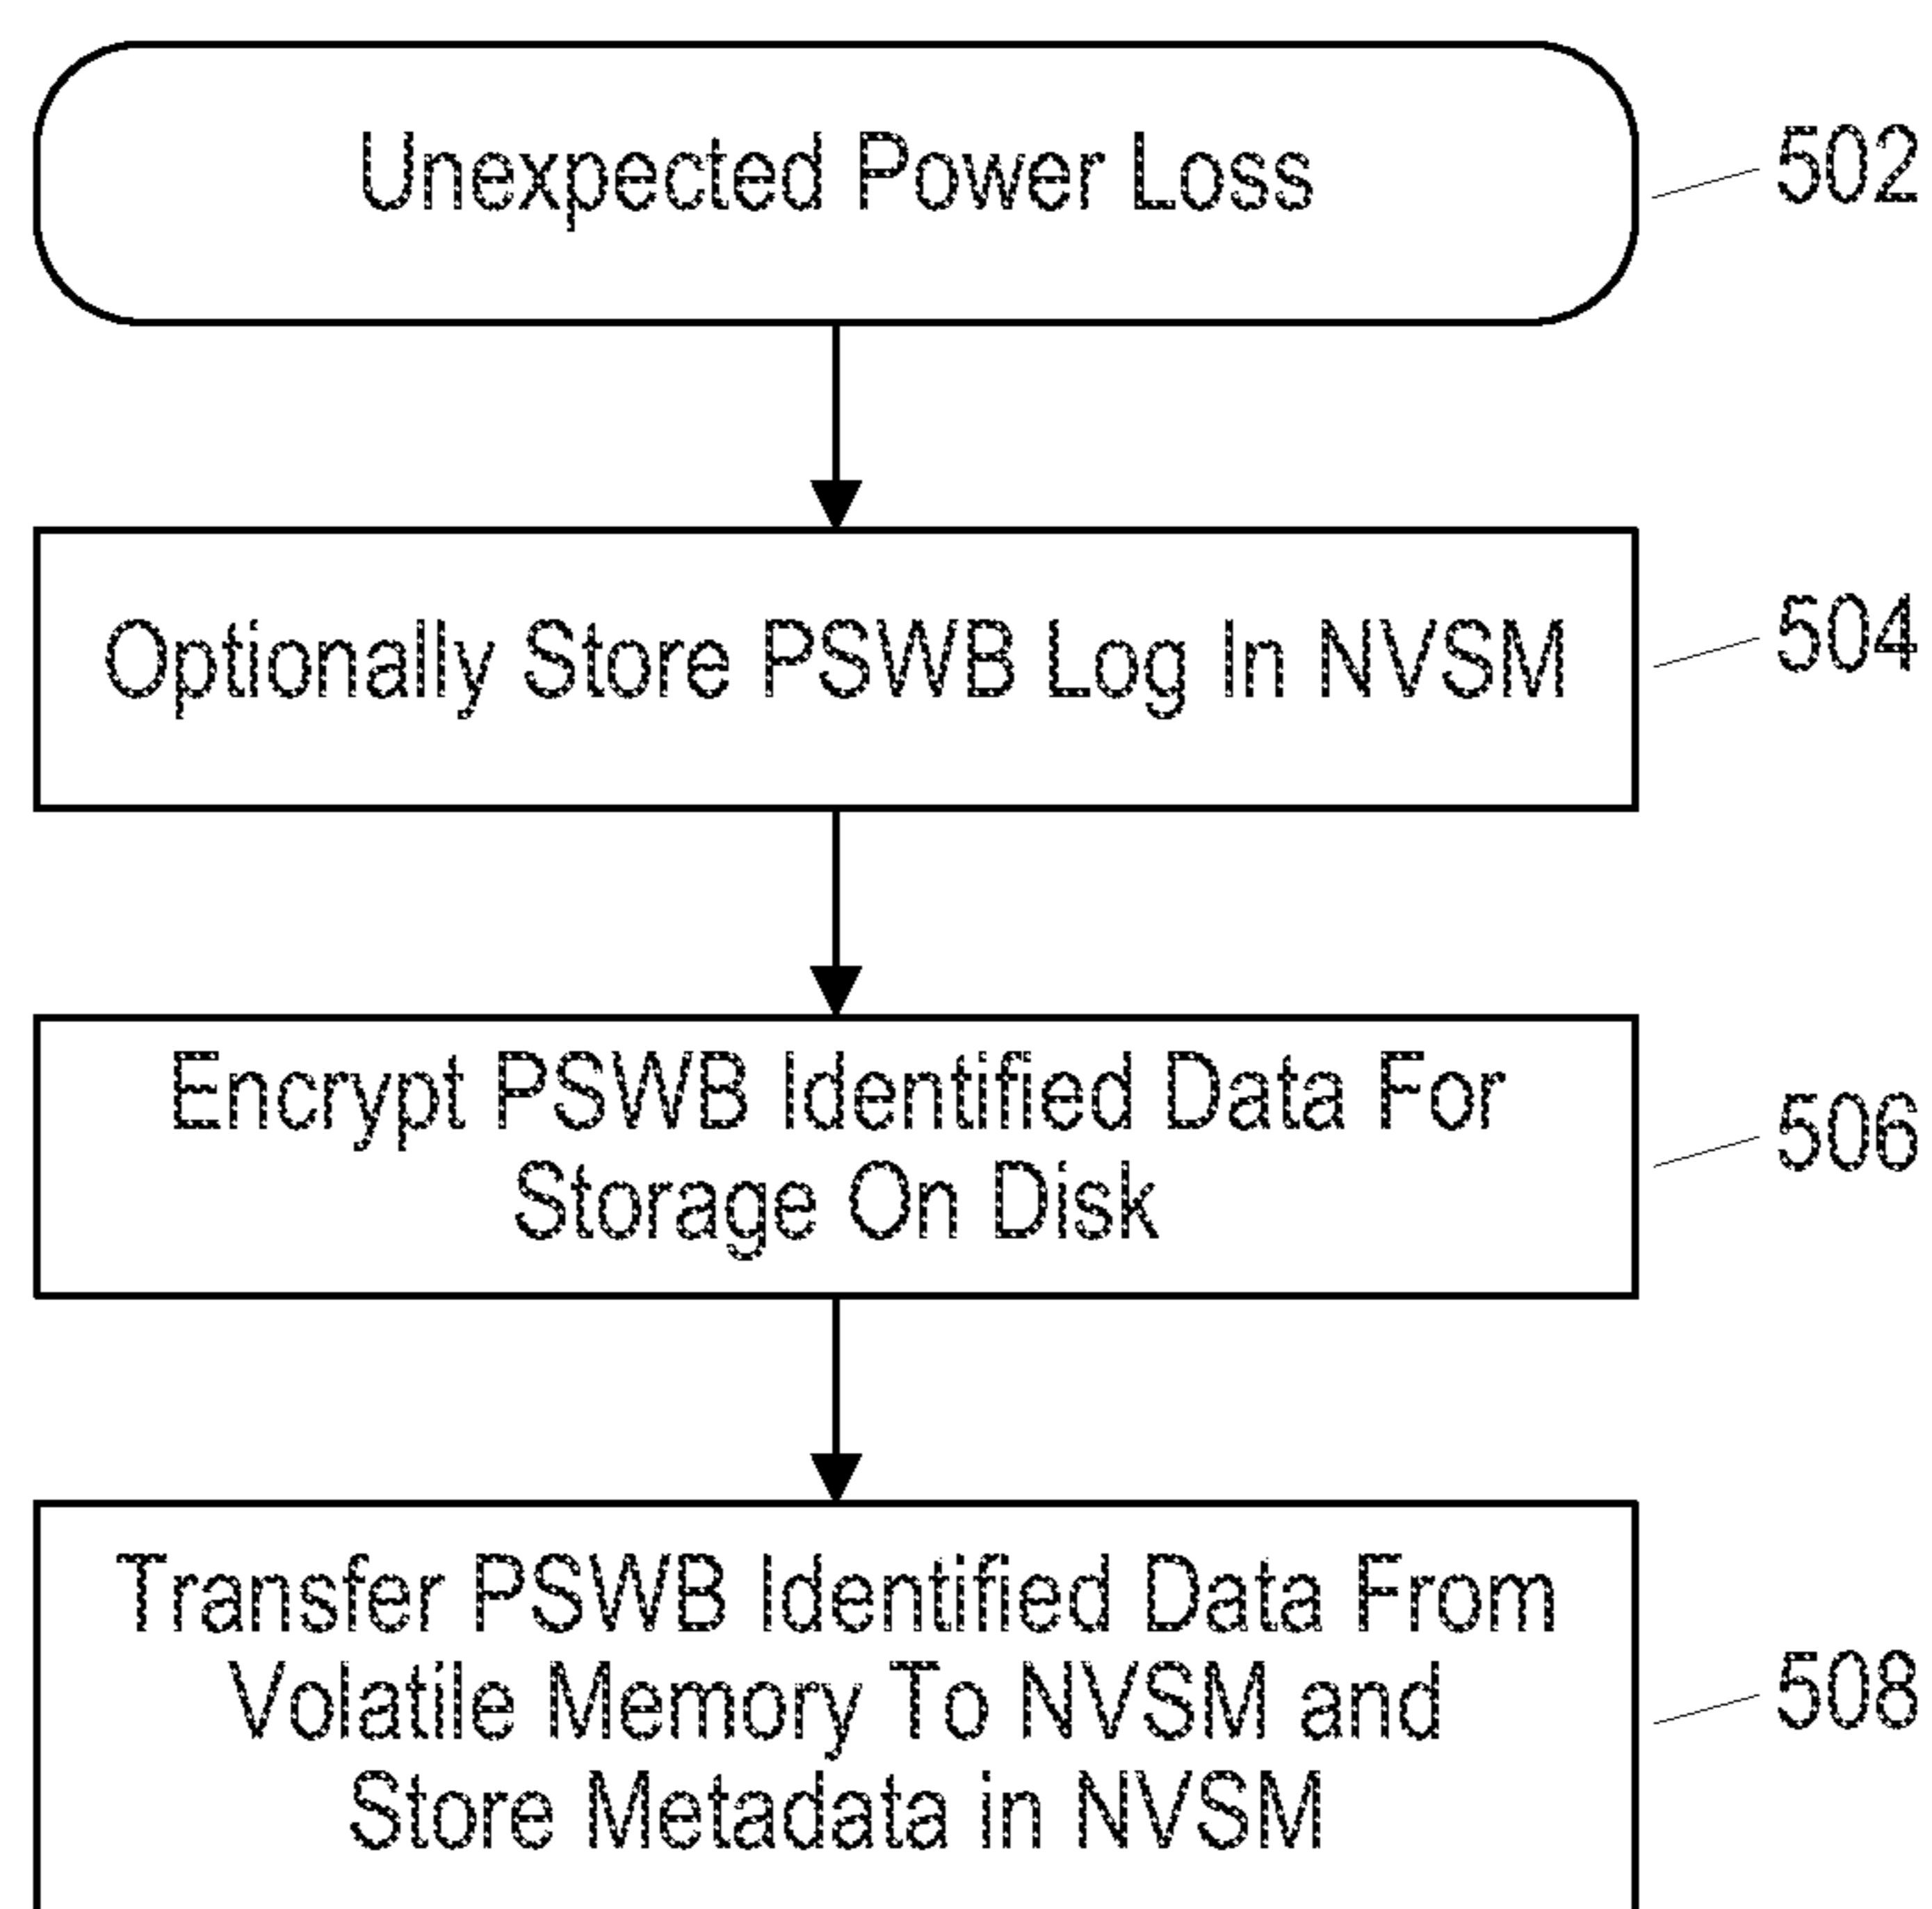 Unexpected Power Loss
502
Optionally Store PSWB Log In NVSM
504
Encrypt PSWB Identified Data For
Storage On Disk
506
Transfer PSWB Identified Data From
Volatile Memory To NVSM and
Store Metadata in NVSM
508